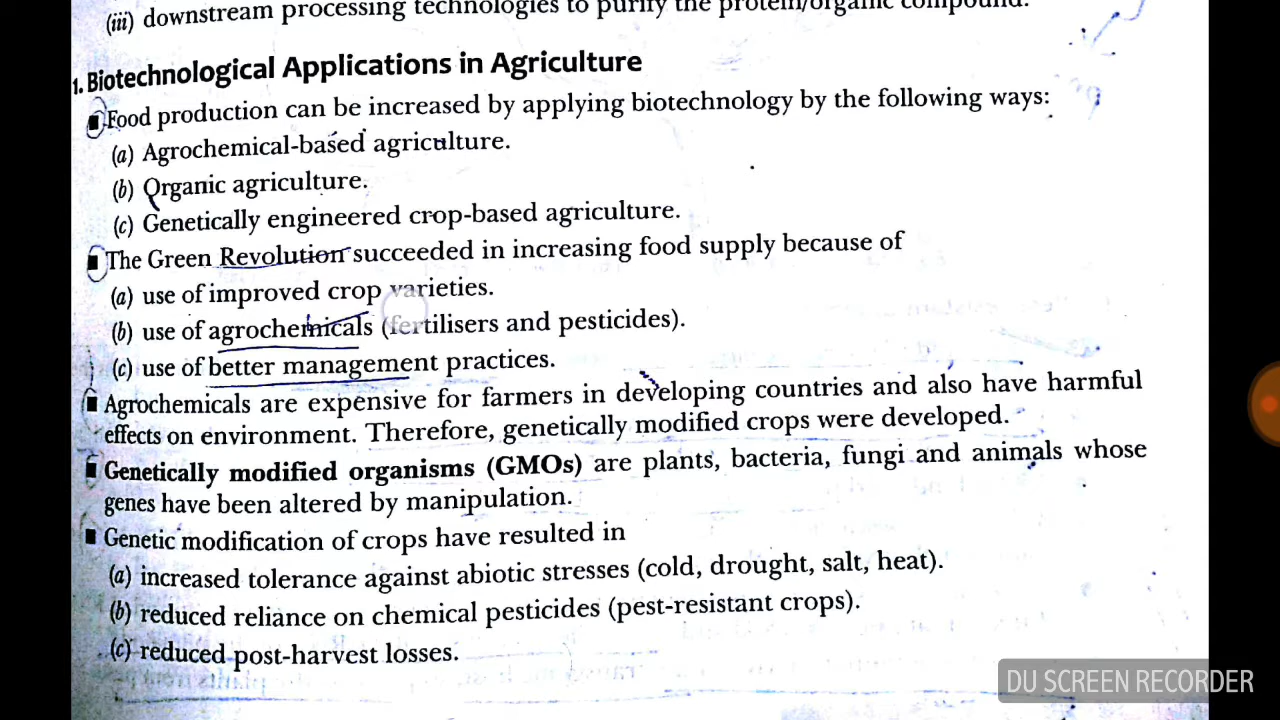 (iii) downstream processing technologies to purify the protein/organic compound.
1. Biotechnological Applications in Agriculture
■ Food production can be increased by applying biotechnology by the following ways:
(a) Agrochemical-based agriculture.
(b) Organic agriculture.
(c) Genetically engineered crop-based agriculture.
■ The Green Revolution succeeded in increasing food supply because of
(a) use of improved crop varieties.
(b) use of agrochemicals (fertilisers and pesticides).
(c) use of better management practices.
■ Agrochemicals are expensive for farmers in developing countries and also have harmful
effects on environment. Therefore, genetically modified crops were developed.
■ Genetically modified organisms (GMOs) are plants, bacteria, fungi and animals whose
genes have been altered by manipulation.
■ Genetic modification of crops have resulted in
(a) increased tolerance against abiotic stresses (cold, drought, salt, heat).
(b) reduced reliance on chemical pesticides (pest-resistant crops).
(c) reduced post-harvest losses.
DU SCREEN RECORDER